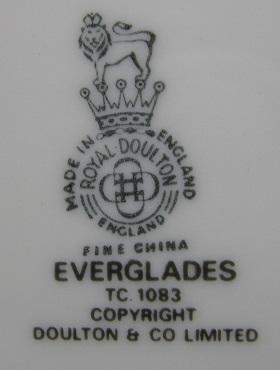 MADE IN ENGLAND
ROYAL·DOULTON
ENGLAND
FINE CHINA
EVERGLADES
TC. 1083
COPYRIGHT
DOULTON & CO LIMITED